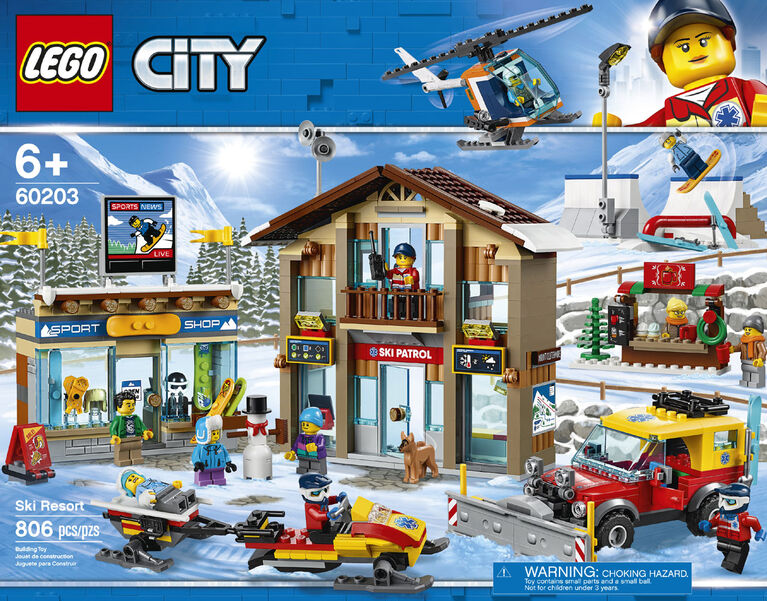 LEGO
CITY
6+
60203
SPORTS NEWS
LIVE
SPORT
SHOP
SKI PATROL
Ski Resort
806 pcs/pzs
Building Toy
Jouet de construction
Juguete para Construir
WARNING: CHOKING HAZARD.
Toy contains small parts and a small ball.
Not for children under 3 years.